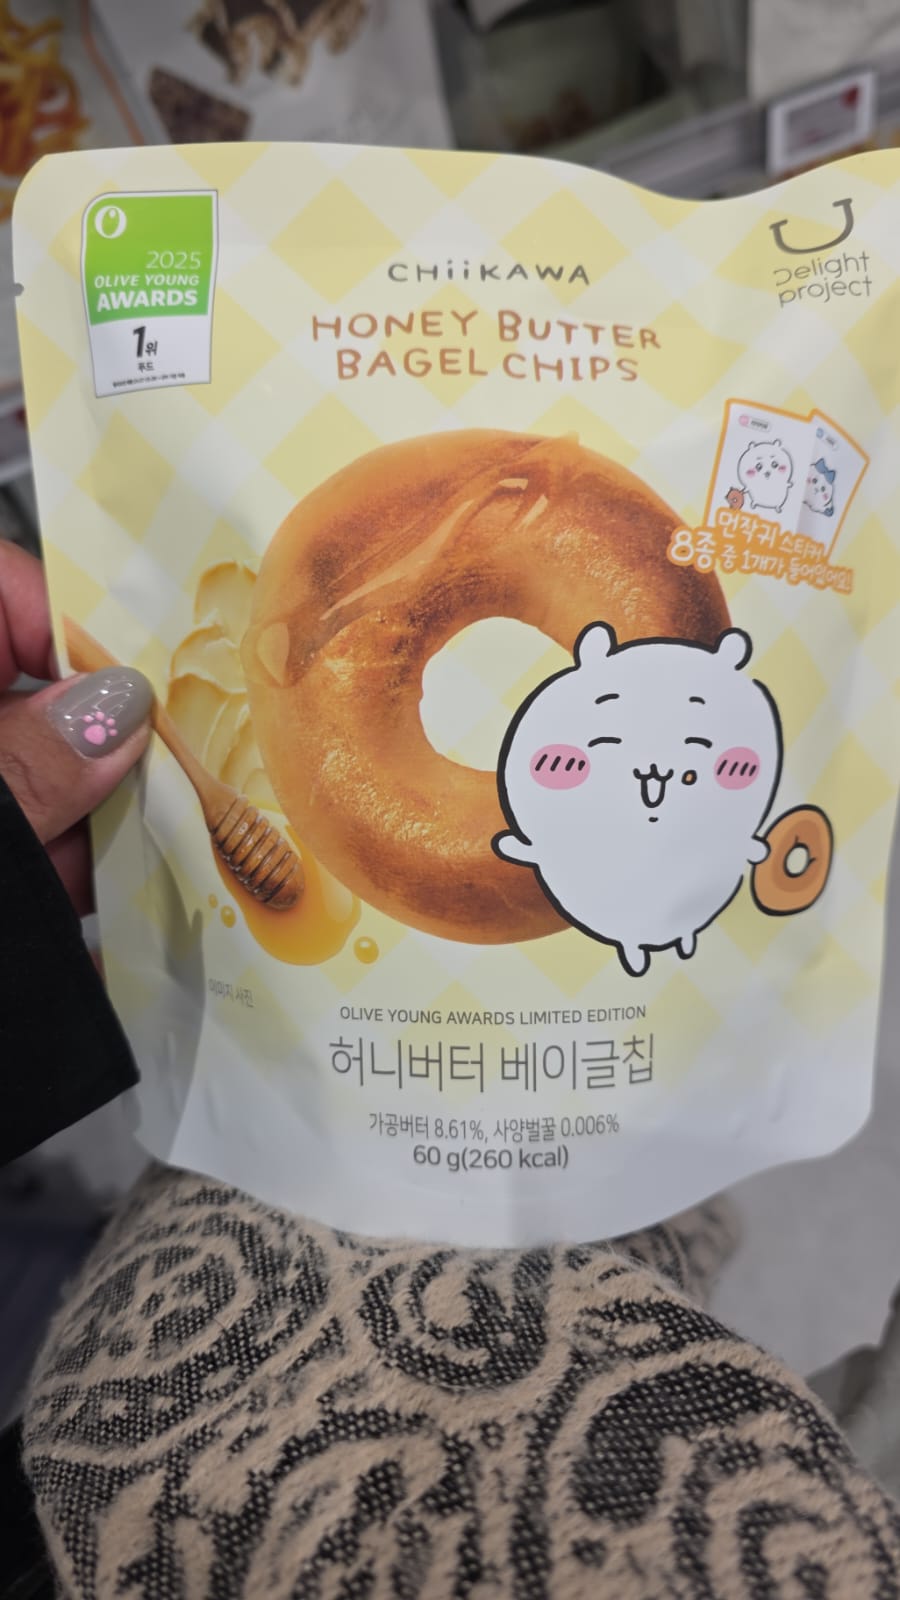 2025
OLIVE YOUNG
AWARDS
1위
푸드
CHiiKAWA
HONEY BUTTER
BAGEL CHIPS
Delight
project
먼작귀 스티커
8종 중 1개가 들어있어요!
이미지 사진
OLIVE YOUNG AWARDS LIMITED EDITION
허니버터 베이글칩
가공버터 8.61%, 사양벌꿀 0.006%
60 g(260 kcal)